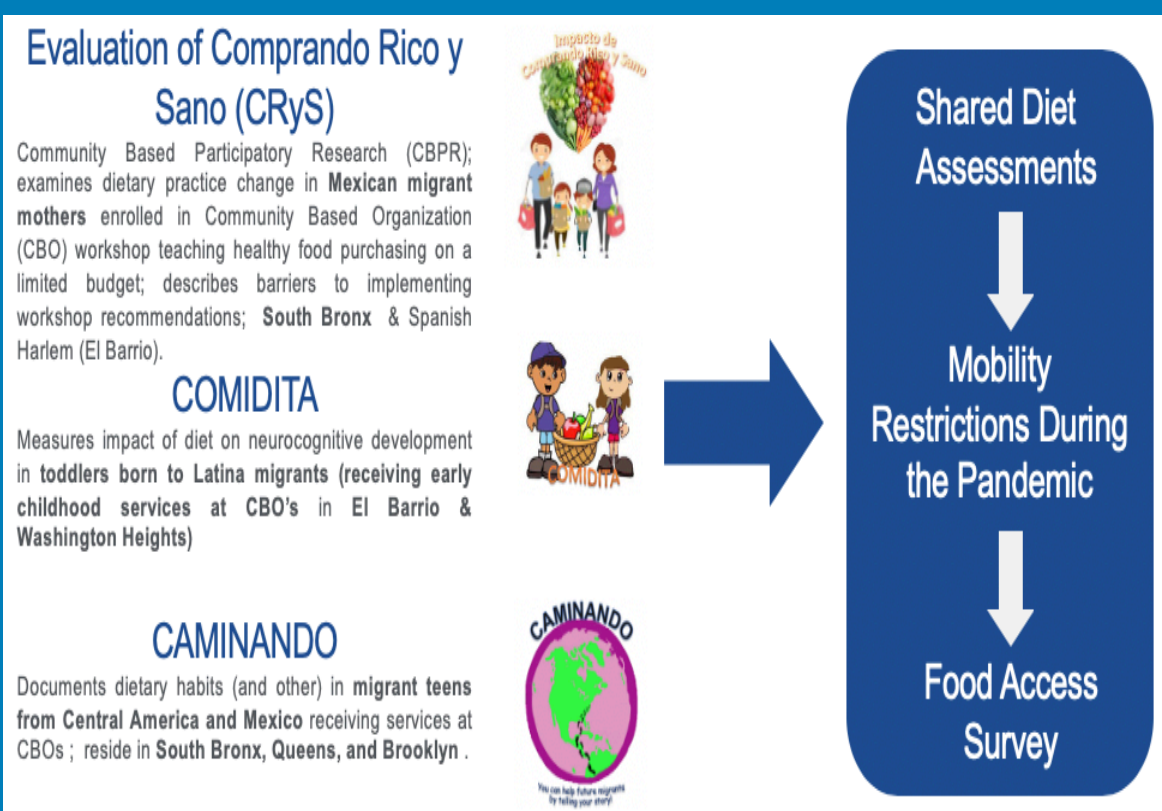 Evaluation of Comprando Rico y
Sano (CRyS)
Community Based Participatory Research (CBPR);
examines dietary practice change in Mexican migrant
mothers enrolled in Community Based Organization
(CBO) workshop teaching healthy food purchasing on a
limited budget; describes barriers to implementing
workshop recommendations; South Bronx & Spanish
Harlem (El Barrio).
COMIDITA
Measures impact of diet on neurocognitive development
in toddlers born to Latina migrants (receiving early
childhood services at CBO's in El Barrio &
Washington Heights)
CAMINANDO
Documents dietary habits (and other) in migrant teens
from Central America and Mexico receiving services at
CBOs ; reside in South Bronx, Queens, and Brooklyn .
Impacto de
Comprando Rico y Sano
COMIDITA
CAMINANDO
You can help future migrants
by telling your story!
Shared Diet
Assessments
Mobility
Restrictions During
the Pandemic
Food Access
Survey